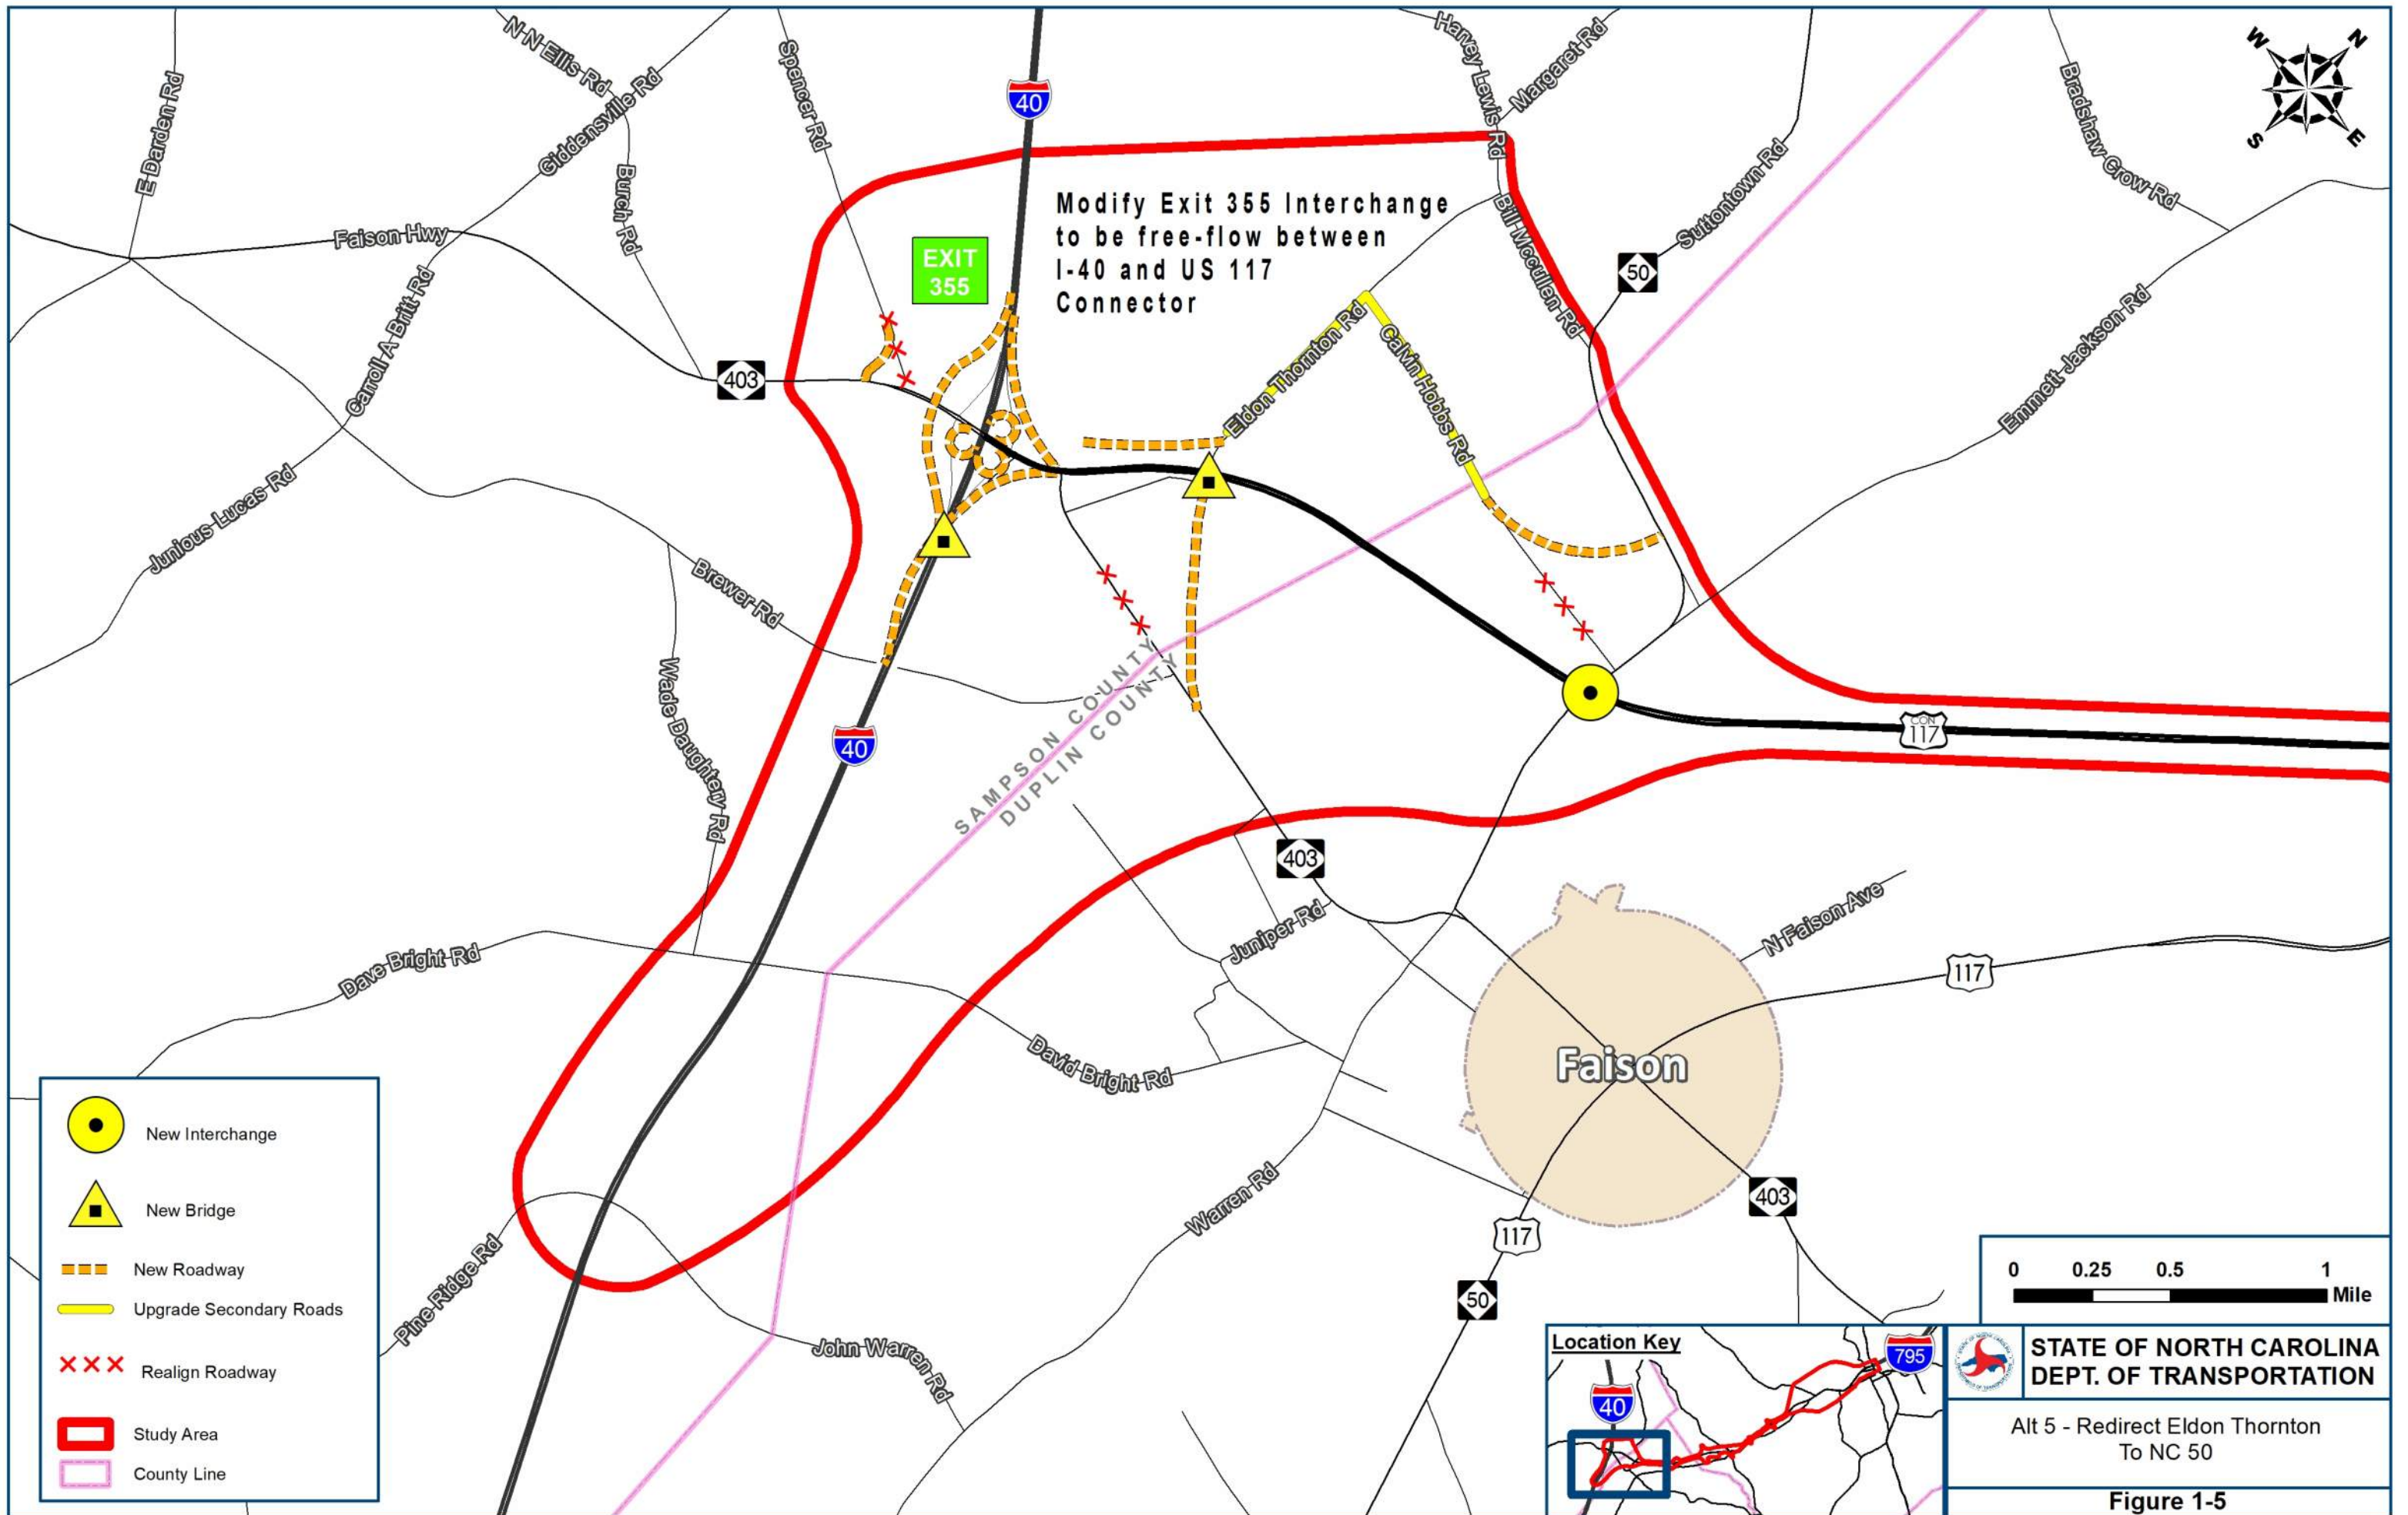 N N Ellis Rd
Spencer Rd
Harvey Lewis Rd
Margaret Rd
W
N
S
E
E Darden Rd
Giddensville Rd
40
Bradshaw Crow Rd
Burch Rd
Suttontown Rd
Faison Hwy
Modify Exit 355 Interchange
to be free-flow between
I-40 and US 117
Connector
EXIT
355
Bill Mccullen Rd
50
Carroll A Britt Rd
Eldon Thornton Rd
Calvin Hobbs Rd
Emmett Jackson Rd
403
Junious Lucas Rd
Brewer Rd
Wade Daughtery Rd
SAMPSON COUNTY
DUPLIN COUNTY
40
CON
117
403
Juniper Rd
N Faison Ave
Dave Bright Rd
117
David Bright Rd
Faison
Warren Rd
403
117
50
Pine Ridge Rd
John Warren Rd
New Interchange
New Bridge
New Roadway
Upgrade Secondary Roads
Realign Roadway
Study Area
County Line
0 0.25 0.5 1
Mile
Location Key
795
40
STATE OF NORTH CAROLINA
DEPT. OF TRANSPORTATION
Alt 5 - Redirect Eldon Thornton
To NC 50
Figure 1-5